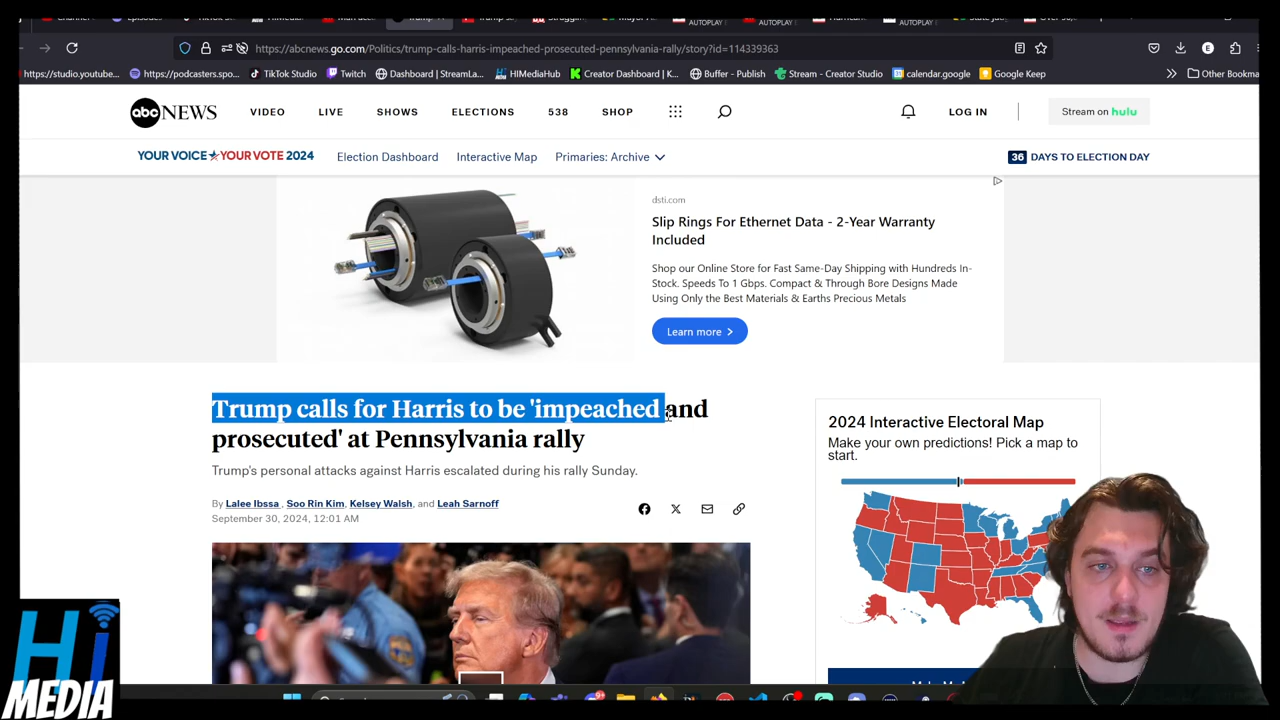 https://abcnews.go.com/Politics/trump-calls-harris-impeached-prosecuted-pennsylvania-rally/story?id=114339363
https://studio.youtube... https://podcasters.spo... TikTok Studio Twitch Dashboard | StreamLa... HIMediaHub Creator Dashboard | K... Buffer - Publish Stream - Creator Studio calendar.google Google Keep Other Bookma
abc NEWS VIDEO LIVE SHOWS ELECTIONS 538 SHOP LOG IN Stream on hulu
YOUR VOICE YOUR VOTE 2024 Election Dashboard Interactive Map Primaries: Archive 36 DAYS TO ELECTION DAY
dsti.com
Slip Rings For Ethernet Data - 2-Year Warranty
Included
Shop our Online Store for Fast Same-Day Shipping with Hundreds In-
Stock. Speeds To 1 Gbps. Compact & Through Bore Designs Made
Using Only the Best Materials & Earths Precious Metals
Learn more
Trump calls for Harris to be 'impeached and
prosecuted' at Pennsylvania rally
Trump's personal attacks against Harris escalated during his rally Sunday.
By Lalee Ibssa, Soo Rin Kim, Kelsey Walsh, and Leah Sarnoff
September 30, 2024, 12:01 AM
2024 Interactive Electoral Map
Make your own predictions! Pick a map to
start.
Hi
MEDIA